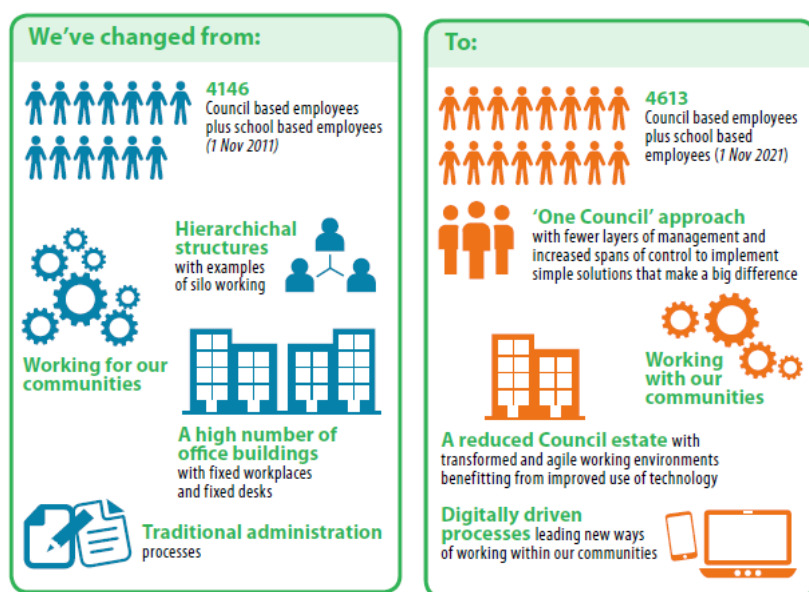 We've changed from:
4146
Council based employees
plus school based employees
(1 Nov 2011)
Hierarchichal
structures
with examples
of silo working
Working for our
communities
A high number of
office buildings
with fixed workplaces
and fixed desks
Traditional administration
processes
To:
4613
Council based employees
plus school based
employees (1 Nov 2021)
'One Council' approach
with fewer layers of management and
increased spans of control to implement
simple solutions that make a big difference
Working
with our
communities
A reduced Council estate with
transformed and agile working environments
benefitting from improved use of technology
Digitally driven
processes leading new ways
of working within our communities